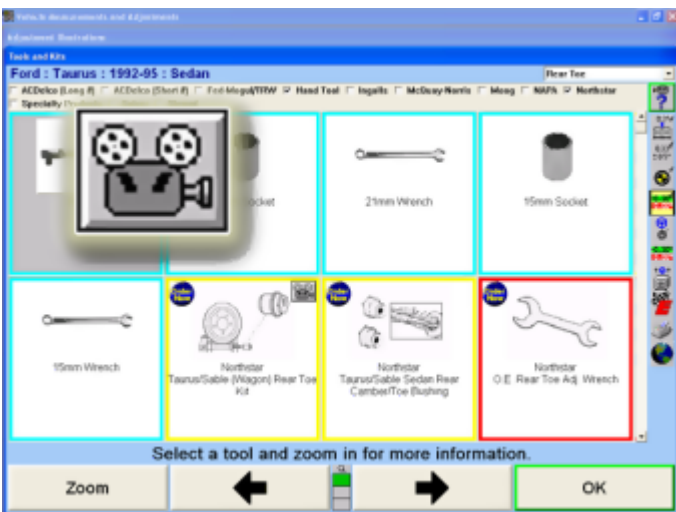 Vehicle Measurements and Adjustments
Adjustment Illustrations
Tools and Kits
Ford : Taurus : 1992-95 : Sedan
Rear Toe
ACDelco (Long #) ACDelco (Short #) Fed-Mogul/TRW Hand Tool Ingalls McQuay-Norris Moog NAPA Northstar
Specialty
ocket
21mm Wrench
15mm Socket
15mm Wrench
Order Now
Northstar
Taurus/Sable (Wagon) Rear Toe
Kit
Order Now
Northstar
Taurus/Sable Sedan Rear
Camber/Toe Bushing
Order Now
Northstar
O.E. Rear Toe Adj. Wrench
Select a tool and zoom in for more information.
Zoom
OK